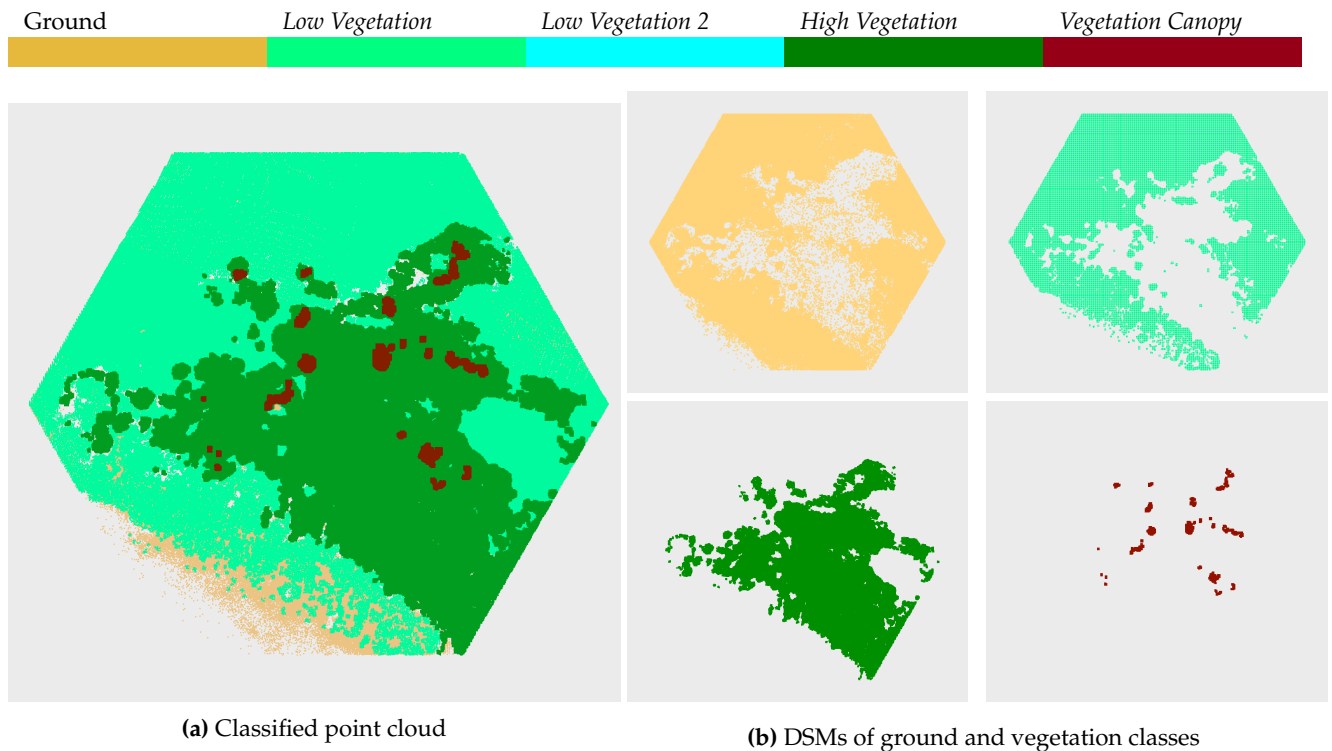 Ground Low Vegetation Low Vegetation 2 High Vegetation Vegetation Canopy
(a) Classified point cloud
(b) DSMs of ground and vegetation classes